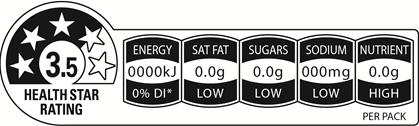 3.5
HEALTH STAR
RATING
ENERGY
0000kJ
0% DI*
SAT FAT
0.0g
LOW
SUGARS
0.0g
LOW
SODIUM
000mg
LOW
NUTRIENT
0.0g
HIGH
PER PACK